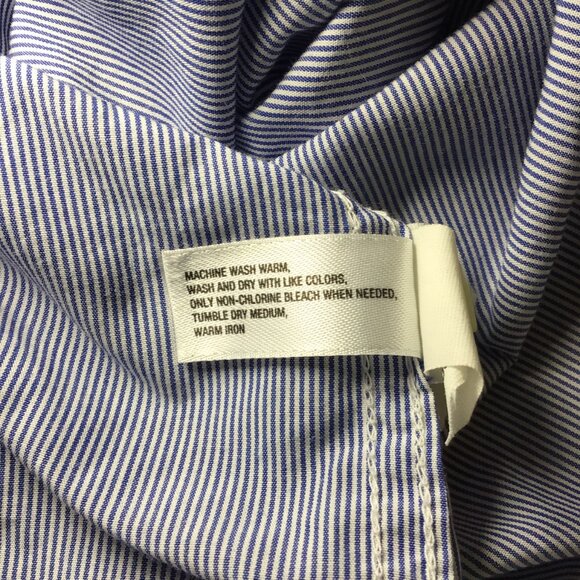 MACHINE WASH WARM,
WASH AND DRY WITH LIKE COLORS,
ONLY NON-CHLORINE BLEACH WHEN NEEDED,
TUMBLE DRY MEDIUM,
WARM IRON